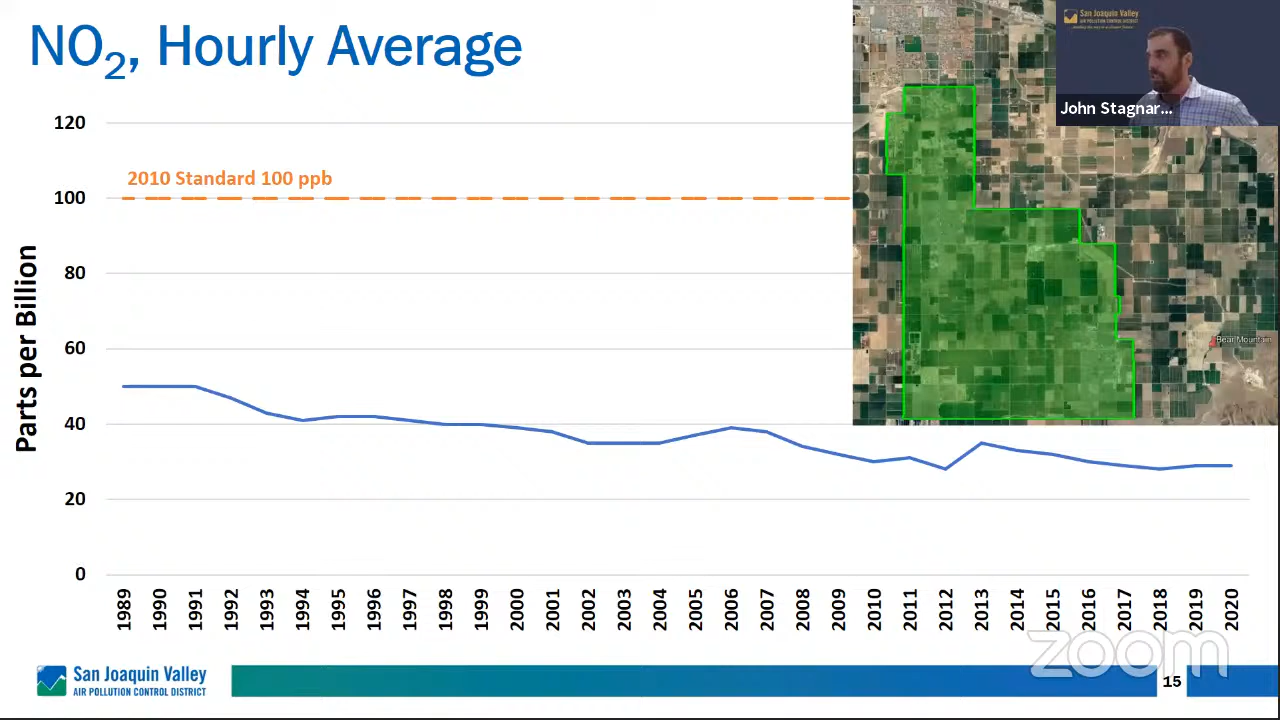 NO2, Hourly Average
San Joaquin Valley
AIR POLLUTION CONTROL DISTRICT
John Stagnar...
120
2010 Standard 100 ppb
100
80
60
40
20
0
Parts per Billion
Bear Mountain
1989 1990 1991 1992 1993 1994 1995 1996 1997 1998 1999 2000 2001 2002 2003 2004 2005 2006 2007 2008 2009 2010 2011 2012 2013 2014 2015 2016 2017 2018 2019 2020
zoom
San Joaquin Valley
AIR POLLUTION CONTROL DISTRICT
15